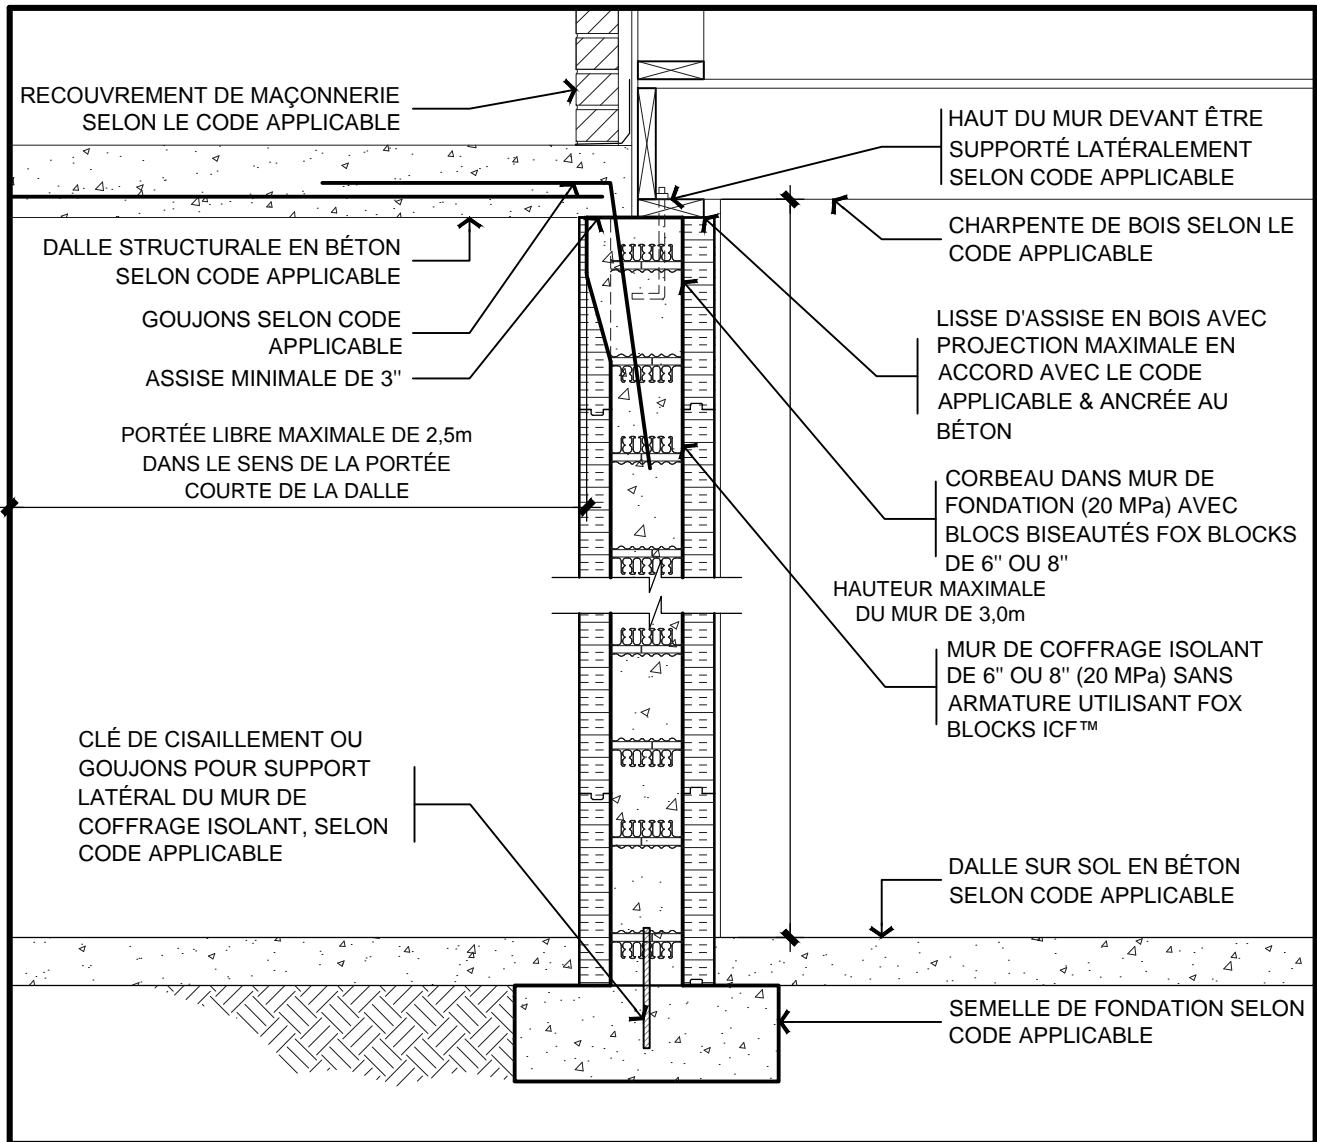 RECOUVREMENT DE MAÇONNERIE
SELON LE CODE APPLICABLE
DALLE STRUCTURALE EN BÉTON
SELON CODE APPLICABLE
GOUJONS SELON CODE
APPLICABLE
ASSISE MINIMALE DE 3"
PORTÉE LIBRE MAXIMALE DE 2,5m
DANS LE SENS DE LA PORTÉE
COURTE DE LA DALLE
CLÉ DE CISAILLEMENT OU
GOUJONS POUR SUPPORT
LATÉRAL DU MUR DE
COFFRAGE ISOLANT, SELON
CODE APPLICABLE
HAUT DU MUR DEVANT ÊTRE
SUPPORTÉ LATÉRALEMENT
SELON CODE APPLICABLE
CHARPENTE DE BOIS SELON LE
CODE APPLICABLE
LISSE D'ASSISE EN BOIS AVEC
PROJECTION MAXIMALE EN
ACCORD AVEC LE CODE
APPLICABLE & ANCRÉE AU
BÉTON
CORBEAU DANS MUR DE
FONDATION (20 MPa) AVEC
BLOCS BISEAUTÉS FOX BLOCKS
DE 6" OU 8"
HAUTEUR MAXIMALE
DU MUR DE 3,0m
MUR DE COFFRAGE ISOLANT
DE 6" OU 8" (20 MPa) SANS
ARMATURE UTILISANT FOX
BLOCKS ICF™
DALLE SUR SOL EN BÉTON
SELON CODE APPLICABLE
SEMELLE DE FONDATION SELON
CODE APPLICABLE